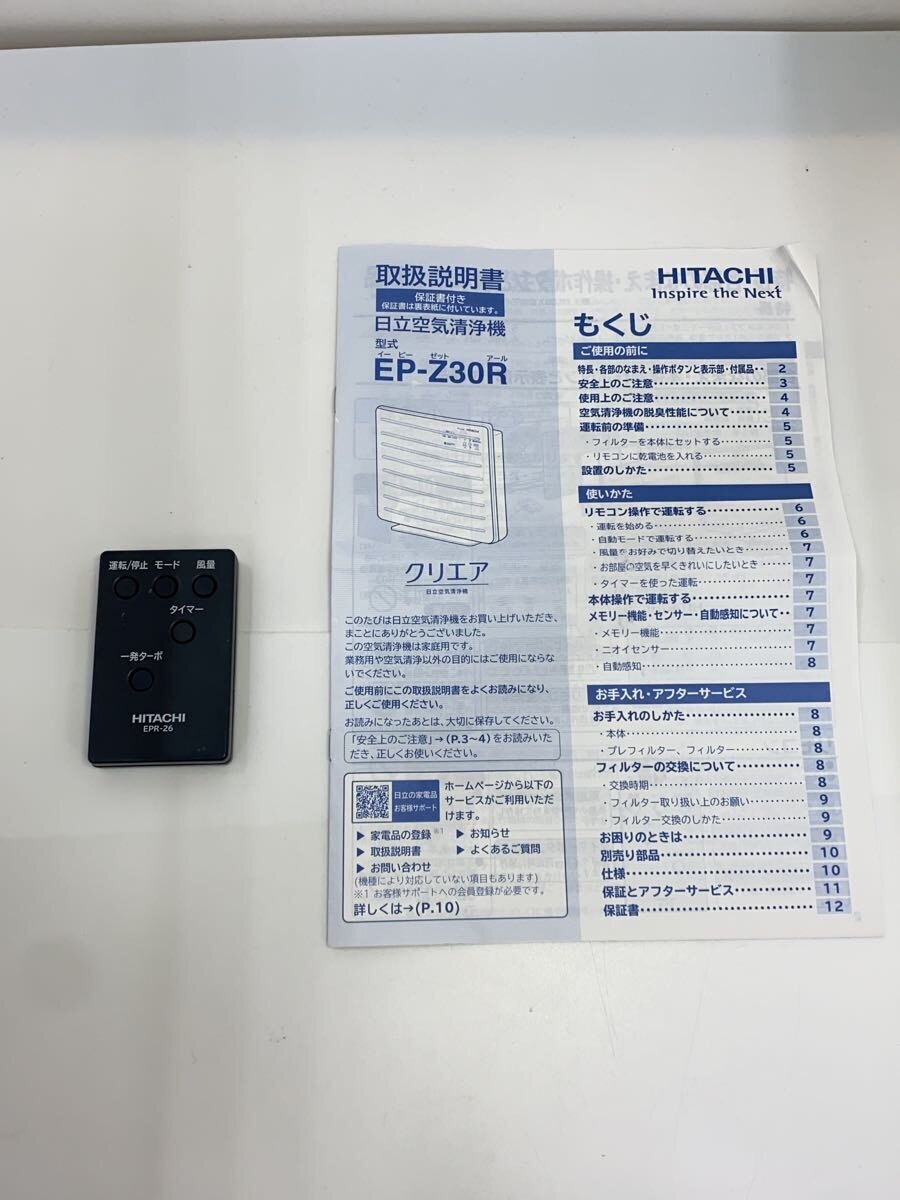 運転/停止 モード 風量
タイマー
一発ターボ
HITACHI
EPR-26
取扱説明書
保証書付き
保証書は裏表紙に付いています。
日立空気清浄機
型式
イー ピー ゼット アール
EP-Z30R
HITACHI
クリエア
日立空気清浄機
このたびは日立空気清浄機をお買い上げいただき、
まことにありがとうございました。
この空気清浄機は家庭用です。
業務用や空気清浄以外の目的にはご使用にならな
いでください。
ご使用前にこの取扱説明書をよくお読みになり、
正しくご使用ください。
お読みになったあとは、大切に保存してください。
「安全上のご注意」→(P.3~4)をお読みいた
だき、正しくお使いください。
日立の家電品
お客様サポート
ホームページから以下の
サービスがご利用いただ
けます。
▶ 家電品の登録※1 ▶ お知らせ
▶ 取扱説明書 ▶ よくあるご質問
▶ お問い合わせ
(機種により対応していない項目もあります)
※1 お客様サポートへの会員登録が必要です。
詳しくは→(P.10)
HITACHI
Inspire the Next
もくじ
ご使用の前に
特長・各部のなまえ・操作ボタンと表示部・付属品・・ 2
安全上のご注意 3
使用上のご注意 4
空気清浄機の脱臭性能について 4
運転前の準備 5
・フィルターを本体にセットする 5
・リモコンに乾電池を入れる 5
設置のしかた 5
使いかた
リモコン操作で運転する 6
・運転を始める 6
・自動モードで運転する 6
・風量をお好みで切り替えたいとき 7
・お部屋の空気を早くきれいにしたいとき 7
・タイマーを使った運転 7
本体操作で運転する 7
メモリー機能・センサー・自動感知について 7
・メモリー機能 7
・ニオイセンサー 7
・自動感知 8
お手入れ・アフターサービス
お手入れのしかた 8
・本体 8
・プレフィルター、フィルター 8
フィルターの交換について 8
・交換時期 8
・フィルター取り扱い上のお願い 9
・フィルター交換のしかた 9
お困りのときは 9
別売り部品 10
仕様 10
保証とアフターサービス 11
保証書 12